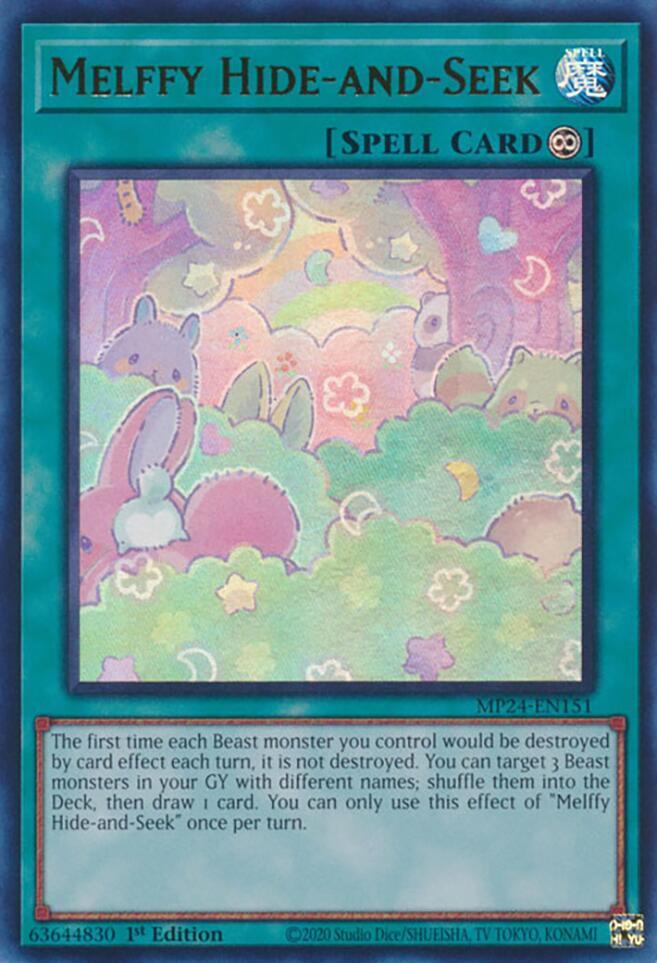 MELFFY HIDE-AND-SEEK
SPELL
魔
[SPELL CARD∞]
MP24-EN151
The first time each Beast monster you control would be destroyed
by card effect each turn, it is not destroyed. You can target 3 Beast
monsters in your GY with different names; shuffle them into the
Deck, then draw 1 card. You can only use this effect of "Melffy
Hide-and-Seek" once per turn.
63644830 1st Edition
©2020 Studio Dice/SHUEISHA, TV TOKYO, KONAMI